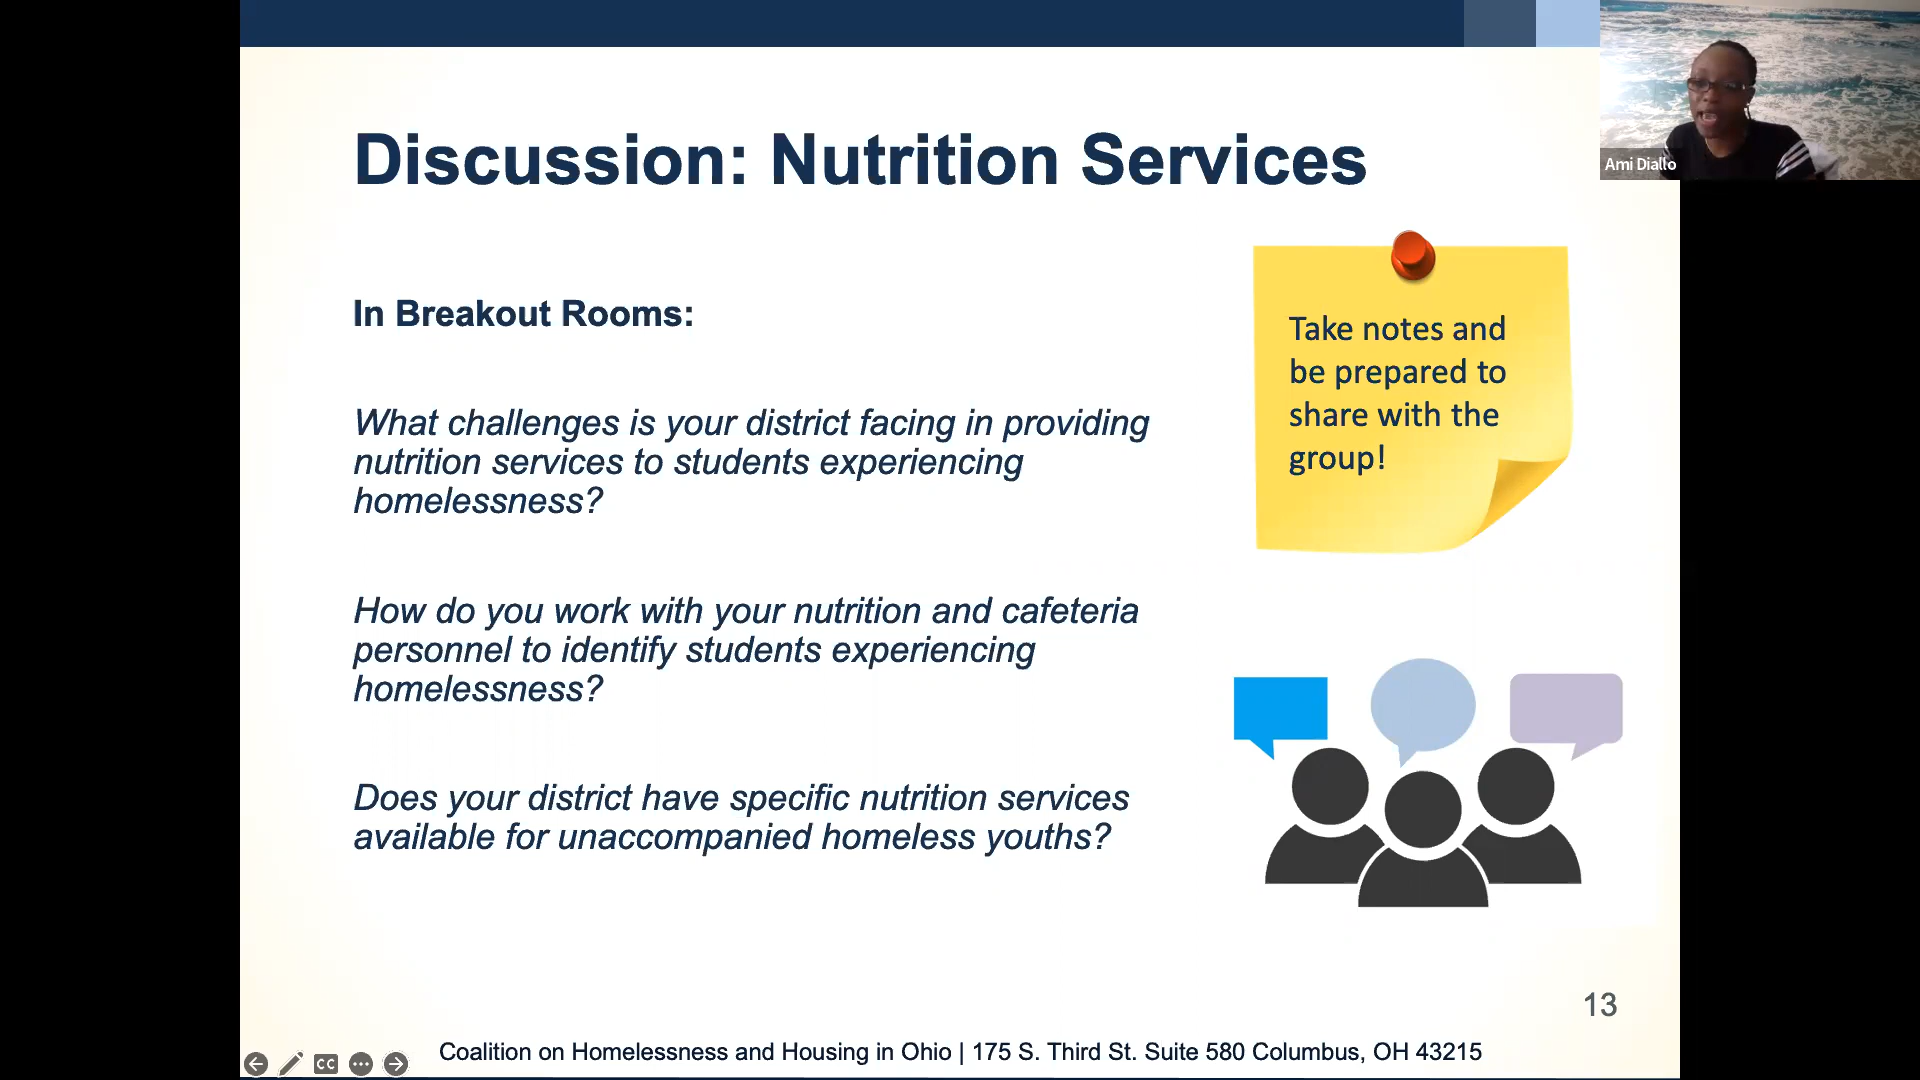 Discussion: Nutrition Services
In Breakout Rooms:
What challenges is your district facing in providing
nutrition services to students experiencing
homelessness?
How do you work with your nutrition and cafeteria
personnel to identify students experiencing
homelessness?
Does your district have specific nutrition services
available for unaccompanied homeless youths?
Take notes and
be prepared to
share with the
group!
Ami Diallo
13
CC
Coalition on Homelessness and Housing in Ohio | 175 S. Third St. Suite 580 Columbus, OH 43215